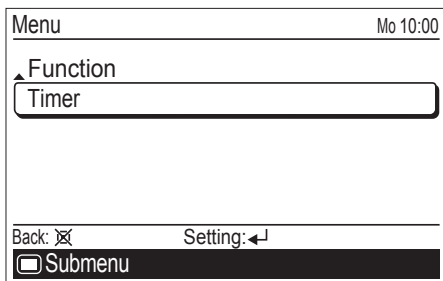 Menu Mo 10:00
Function
Timer
Back: Setting:
Submenu